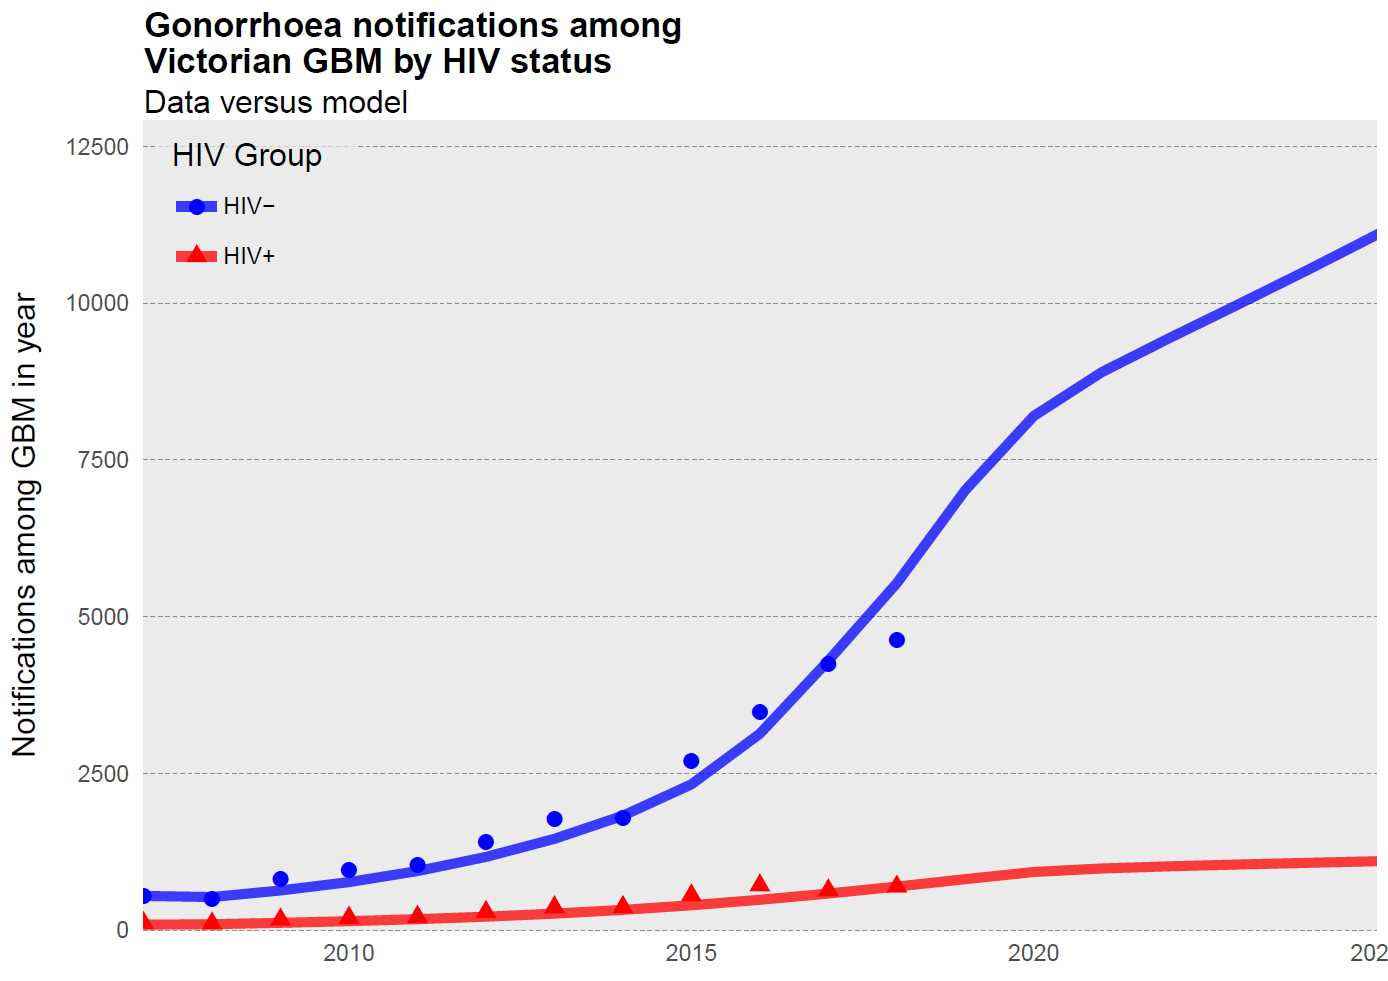 Gonorrhoea notifications among
Victorian GBM by HIV status
Data versus model
HIV Group
HIV−
HIV+
Notifications among GBM in year
12500
10000
7500
5000
2500
0
2010
2015
2020
202